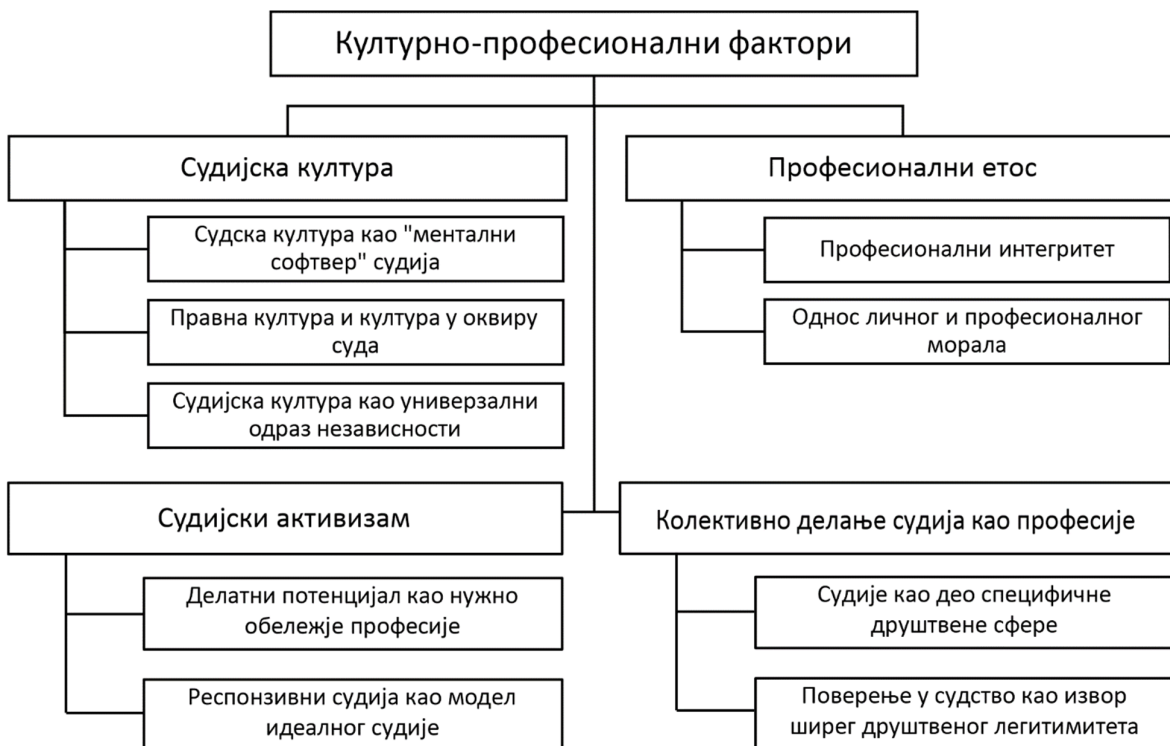 Културно-професионални фактори
Судијска култура
Судска култура као "ментални
софтвер" судија
Правна култура и култура у оквиру
суда
Судијска култура као универзални
одраз независности
Професионални етос
Професионални интегритет
Однос личног и професионалног
морала
Судијски активизам
Делатни потенцијал као нужно
обележје професије
Респонзивни судија као модел
идеалног судије
Колективно делање судија као професије
Судије као део специфичне
друштвене сфере
Поверење у судство као извор
ширег друштвеног легитимитета